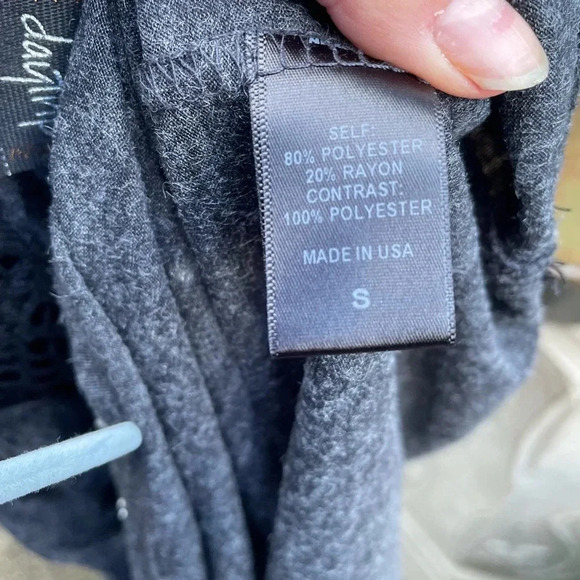 SELF:
80% POLYESTER
20% RAYON
CONTRAST:
100% POLYESTER
MADE IN USA
S